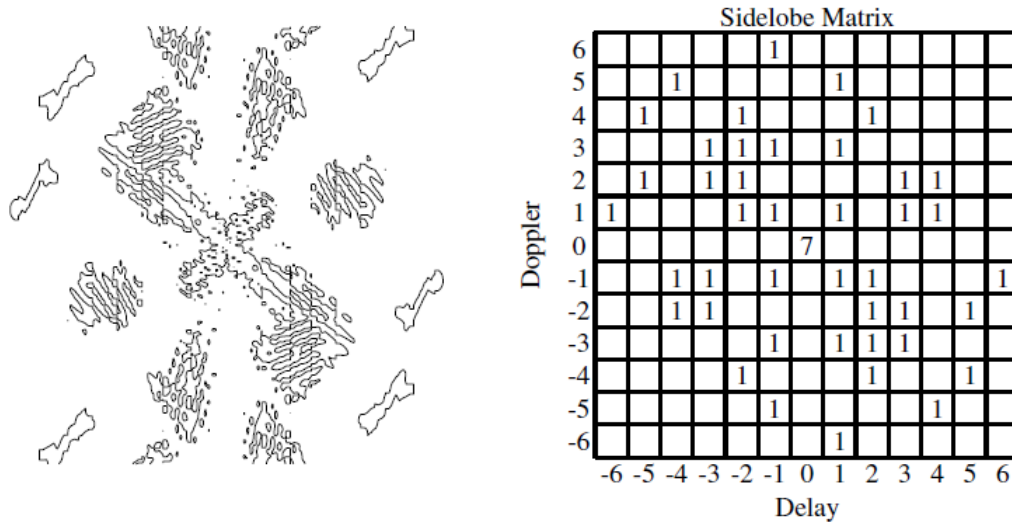 Sidelobe Matrix
6 1
5 1 1
4 1 1 1
3 1 1 1 1
2 1 1 1 1 1
1 1 1 1 1 1 1
0 7
-1 1 1 1 1 1 1
-2 1 1 1 1 1
-3 1 1 1 1
-4 1 1 1
-5 1 1
-6 1
-6 -5 -4 -3 -2 -1 0 1 2 3 4 5 6
Delay
Doppler